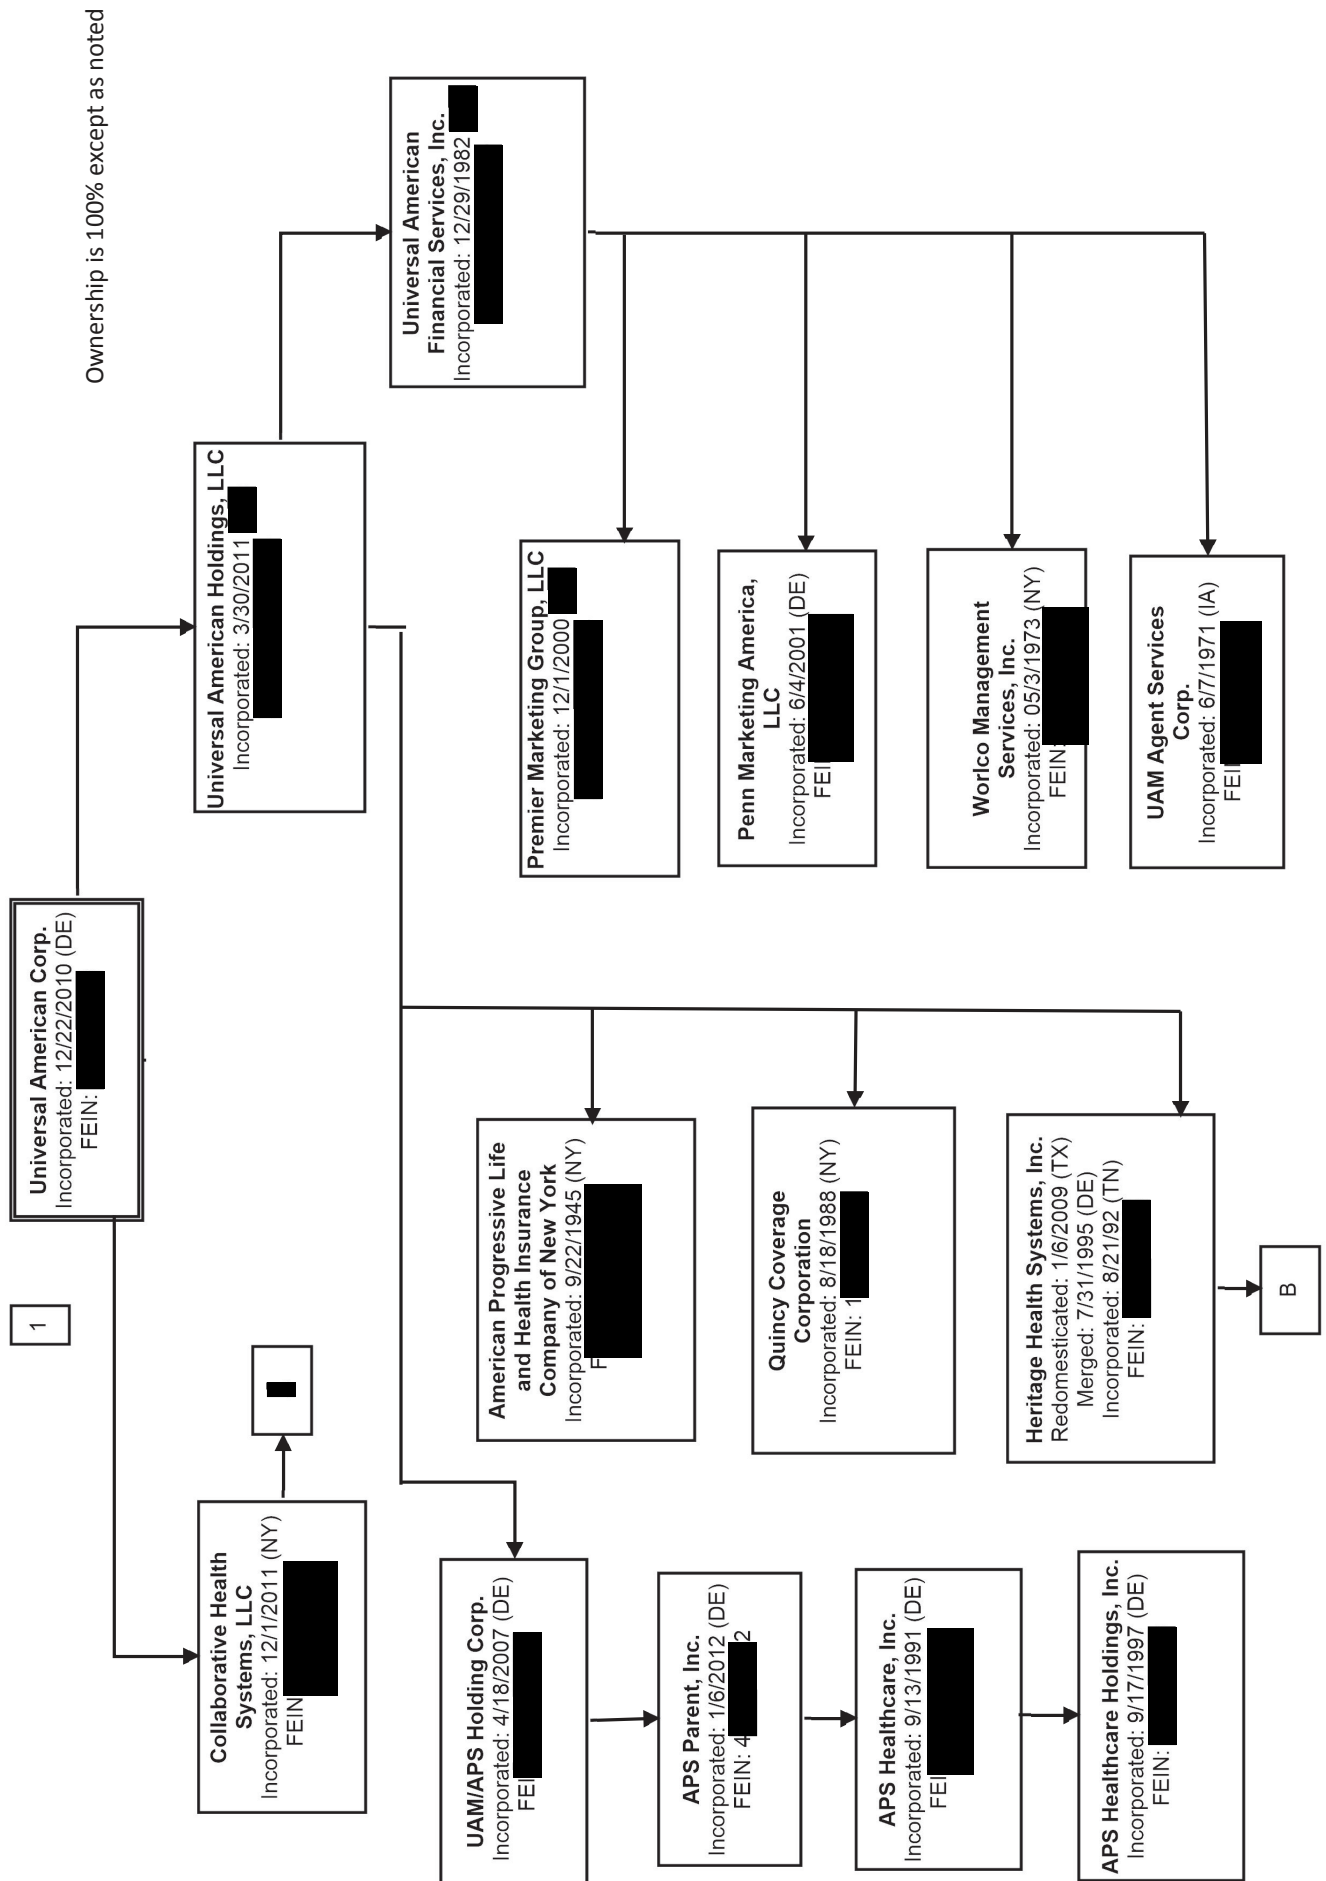 Ownership is 100% except as noted
1
Universal American Corp.
Incorporated: 12/22/2010 (DE)
FEIN:
Collaborative Health
Systems, LLC
Incorporated: 12/1/2011 (NY)
FEIN
Universal American Holdings, LLC
Incorporated: 3/30/2011
Universal American
Financial Services, Inc.
Incorporated: 12/29/1982
UAM/APS Holding Corp.
Incorporated: 4/18/2007 (DE)
FEI
APS Parent, Inc.
Incorporated: 1/6/2012 (DE)
FEIN: 4 2
APS Healthcare, Inc.
Incorporated: 9/13/1991 (DE)
FEI
APS Healthcare Holdings, Inc.
Incorporated: 9/17/1997 (DE)
FEIN:
American Progressive Life
and Health Insurance
Company of New York
Incorporated: 9/22/1945 (NY)
F
Quincy Coverage
Corporation
Incorporated: 8/18/1988 (NY)
FEIN: 1
Heritage Health Systems, Inc.
Redomesticated: 1/6/2009 (TX)
Merged: 7/31/1995 (DE)
Incorporated: 8/21/92 (TN)
FEIN:
B
Premier Marketing Group, LLC
Incorporated: 12/1/2000
Penn Marketing America,
LLC
Incorporated: 6/4/2001 (DE)
FEI
Worlco Management
Services, Inc.
Incorporated: 05/3/1973 (NY)
FEIN:
UAM Agent Services
Corp.
Incorporated: 6/7/1971 (IA)
FEI